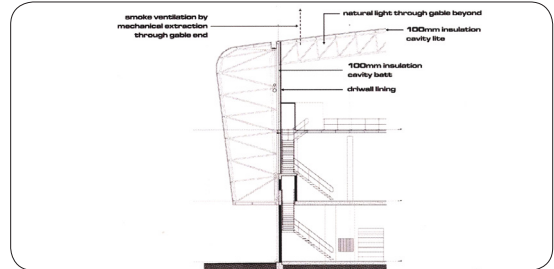 smoke ventilation by
mechanical extraction
through gable end
natural light through gable beyond
100mm insulation
cavity lite
100mm insulation
cavity batt
driwall lining